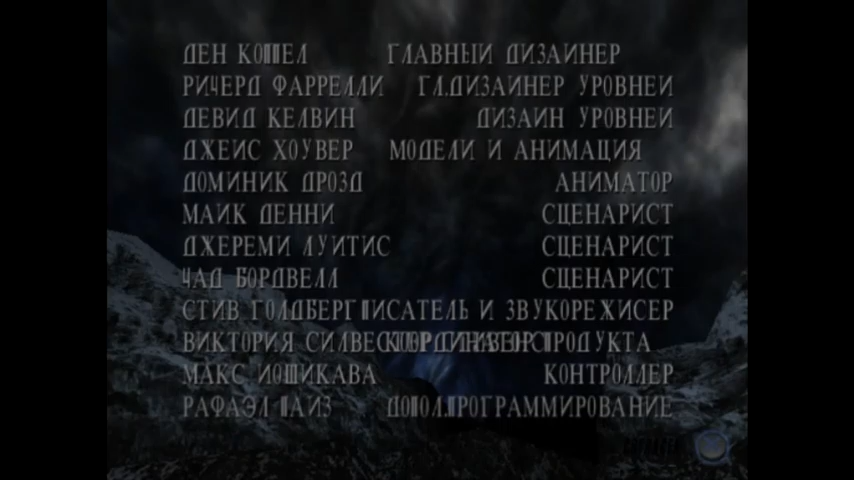 ДЕН КОППЕЛ ГЛАВНЫИ ДИЗАИНЕР
РИЧЕРД ФАРРЕЛЛИ ГЛ.ДИЗАИНЕР УРОВНЕИ
ДЕВИД КЕЛВИН ДИЗАИН УРОВНЕИ
ДЖЕИС ХОУВЕР МОДЕЛИ И АНИМАЦИЯ
ДОМИНИК ДРОЗД АНИМАТОР
МАИК ДЕННИ СЦЕНАРИСТ
ДЖЕРЕМИ ЛУИТИС СЦЕНАРИСТ
ЧАД БОРДВЕЛЛ СЦЕНАРИСТ
СТИВ ГОЛДБЕРГ ПИСАТЕЛЬ И ЗВУКОРЕЖИСЕР
ВИКТОРИЯ ПРОДУКТА
МАКС ИОШИКАВА КОНТРОЛЛЕР
РАФАЭЛ ПАИЗ ДОПОЛ.ПРОГРАММИРОВАНИЕ